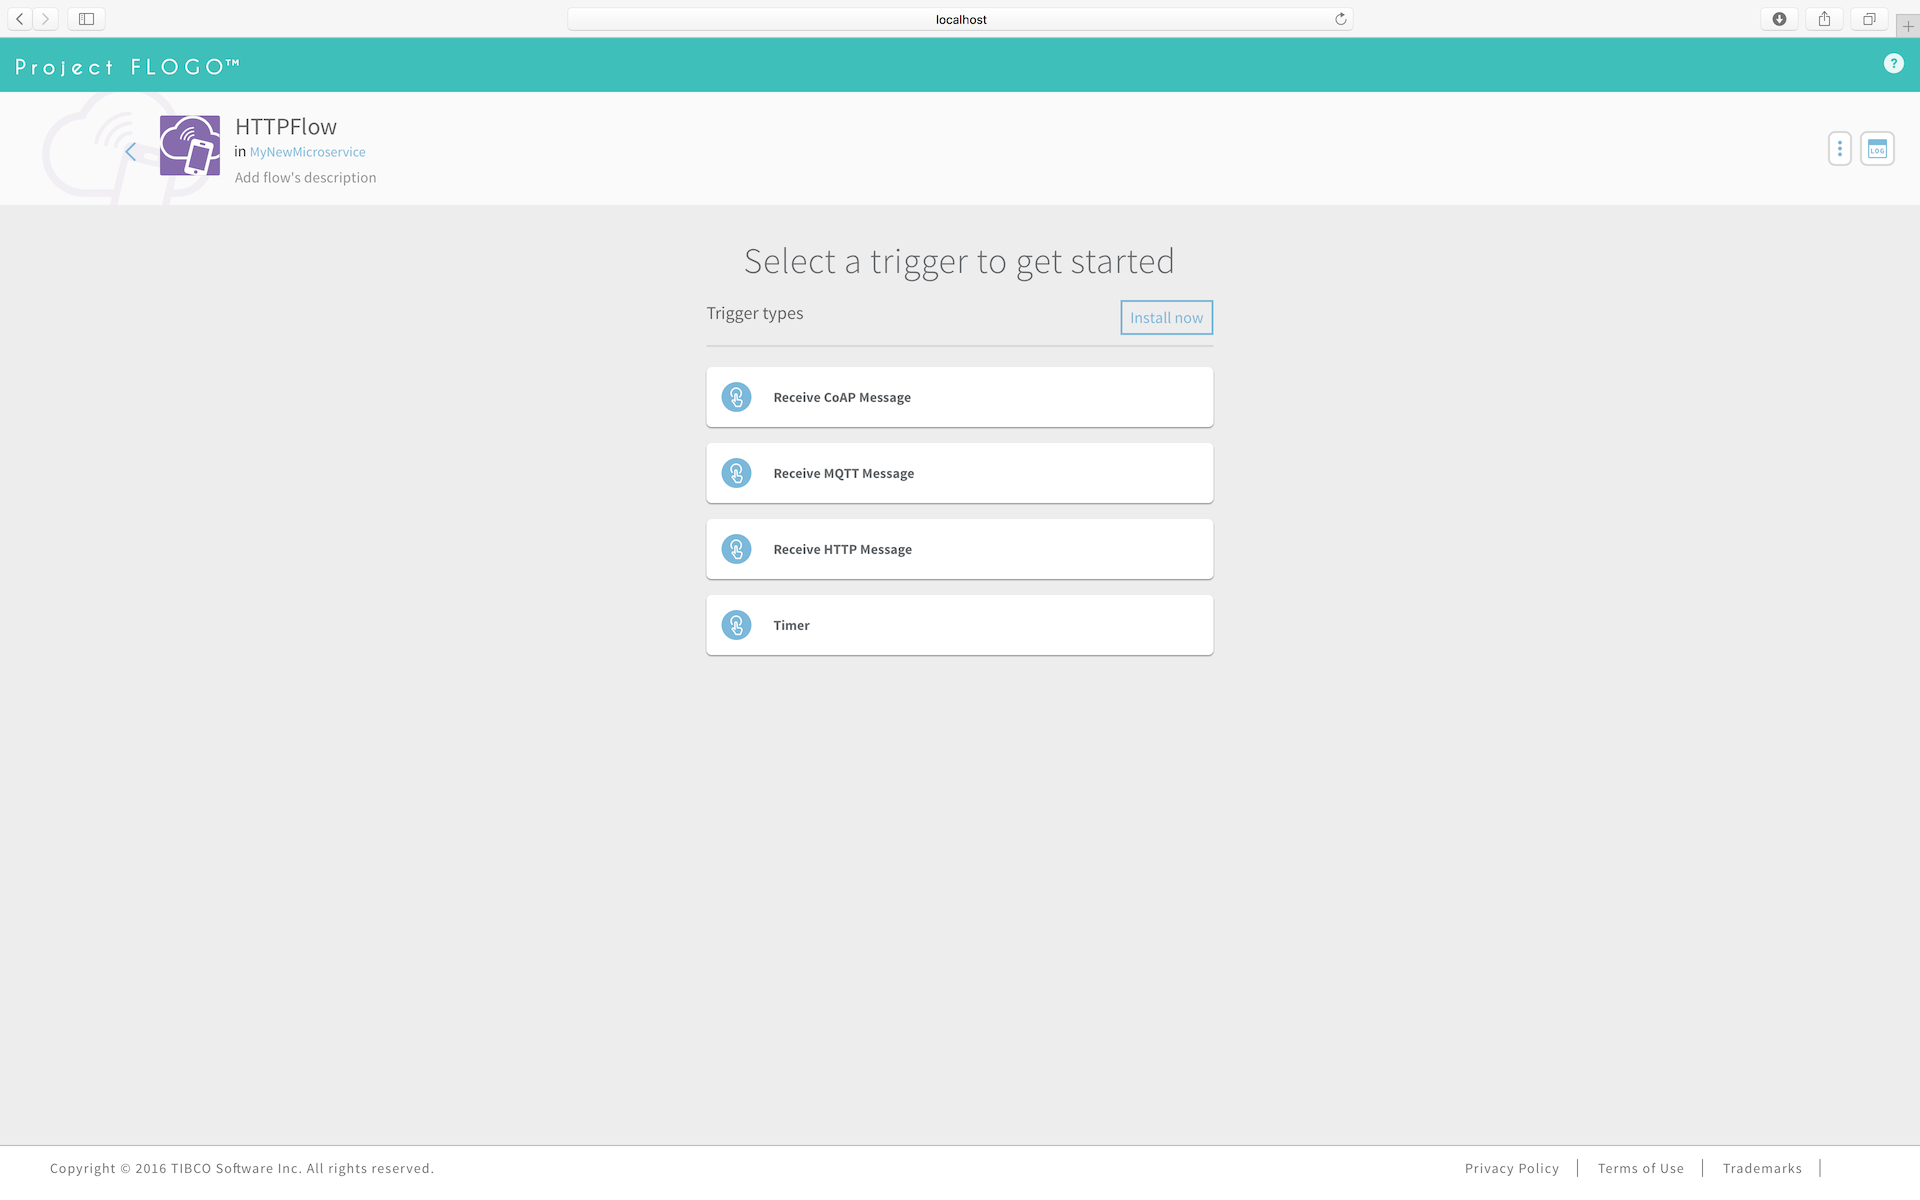 localhost
Project FLOGO™
?
HTTPFlow
in MyNewMicroservice
Add flow's description
LOG
Select a trigger to get started
Trigger types
Install now
Receive CoAP Message
Receive MQTT Message
Receive HTTP Message
Timer
Copyright © 2016 TIBCO Software Inc. All rights reserved.
Privacy Policy | Terms of Use | Trademarks |